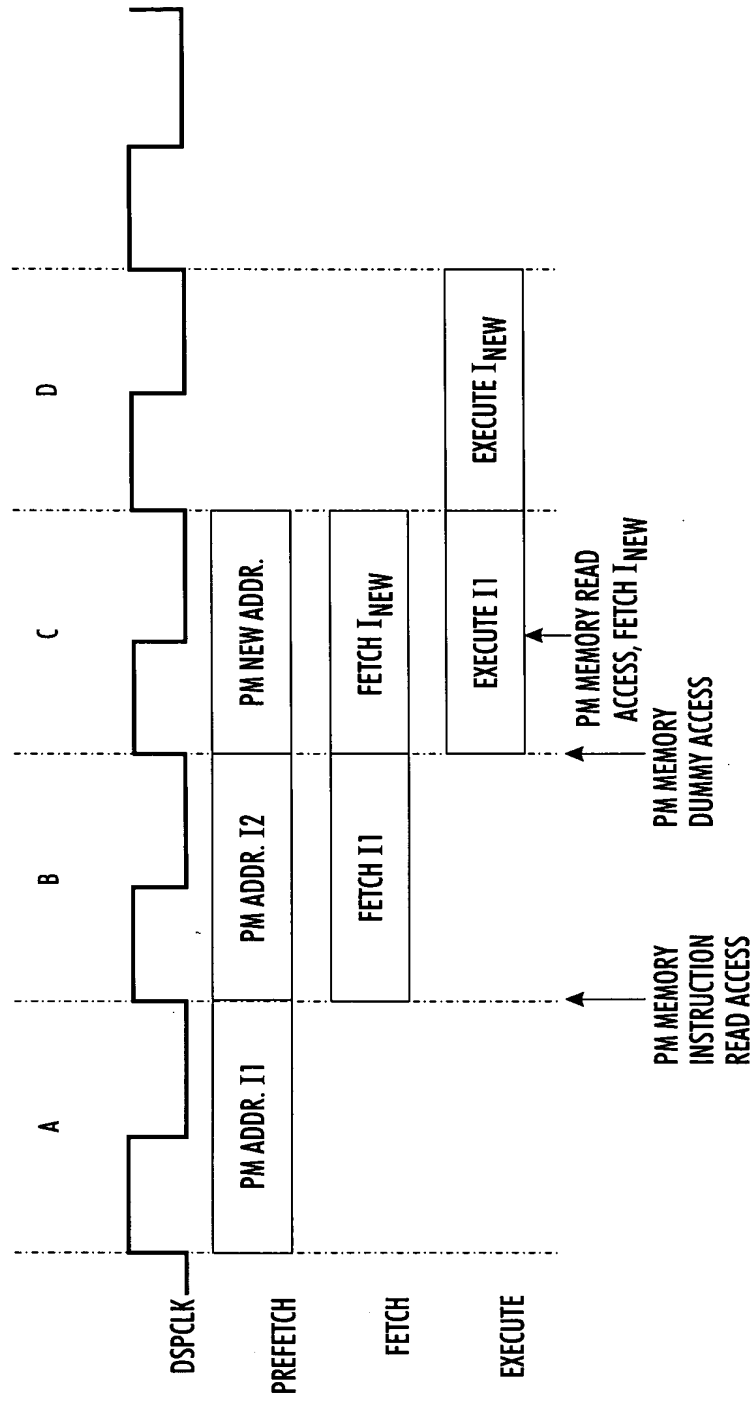 A
B
C
D
DSPCLK
PREFETCH
PM ADDR. I1
PM ADDR. I2
PM NEW ADDR.
FETCH
FETCH I1
FETCH INEW
EXECUTE
EXECUTE I1
EXECUTE INEW
PM MEMORY
INSTRUCTION
READ ACCESS
PM MEMORY
DUMMY ACCESS
PM MEMORY READ
ACCESS, FETCH INEW